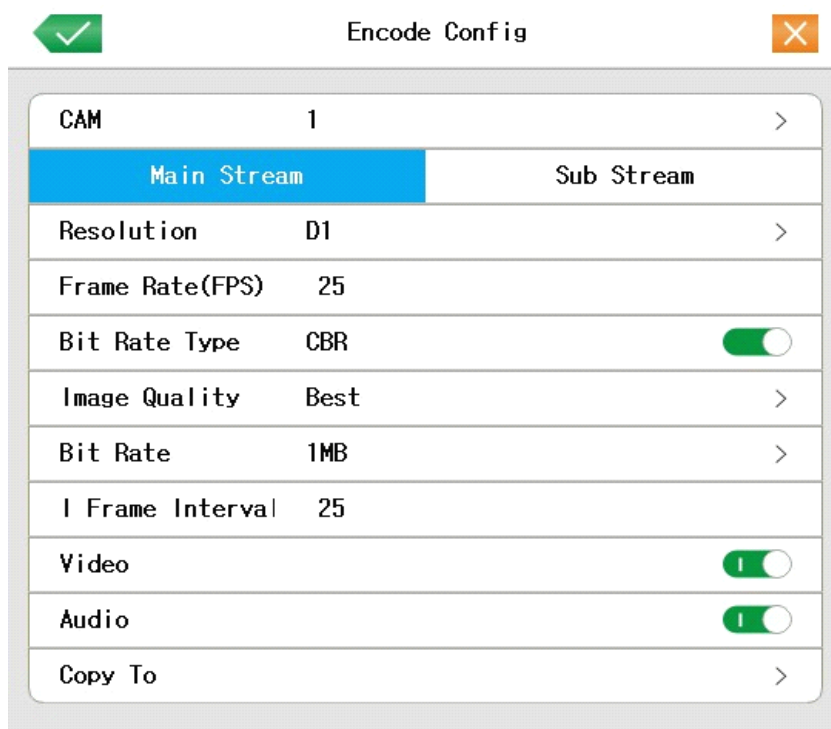 Encode Config
CAM 1
Main Stream Sub Stream
Resolution D1
Frame Rate(FPS) 25
Bit Rate Type CBR
Image Quality Best
Bit Rate 1MB
I Frame Interval 25
Video
Audio
Copy To